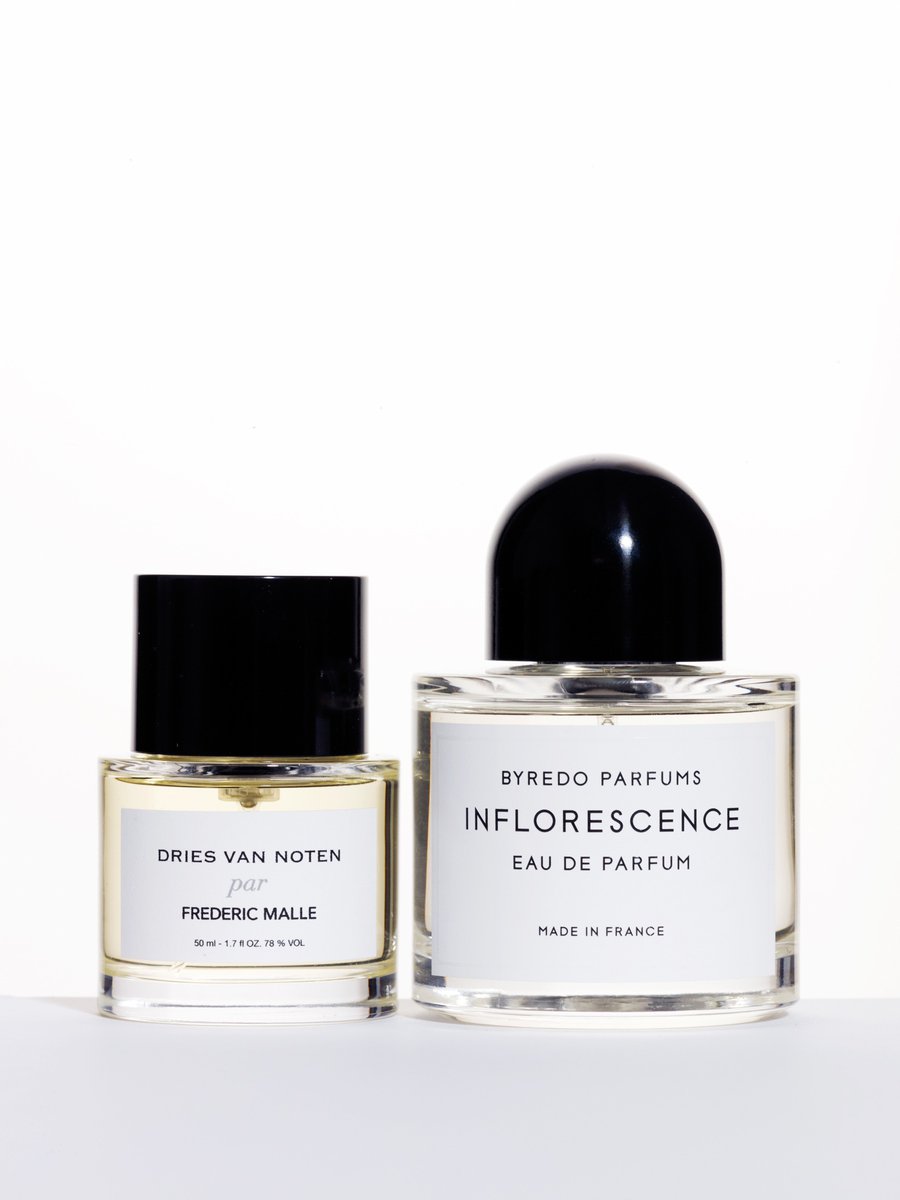 DRIES VAN NOTEN
par
FREDERIC MALLE
50 ml - 1.7 fl OZ. 78 % VOL
BYREDO PARFUMS
INFLORESCENCE
EAU DE PARFUM
MADE IN FRANCE